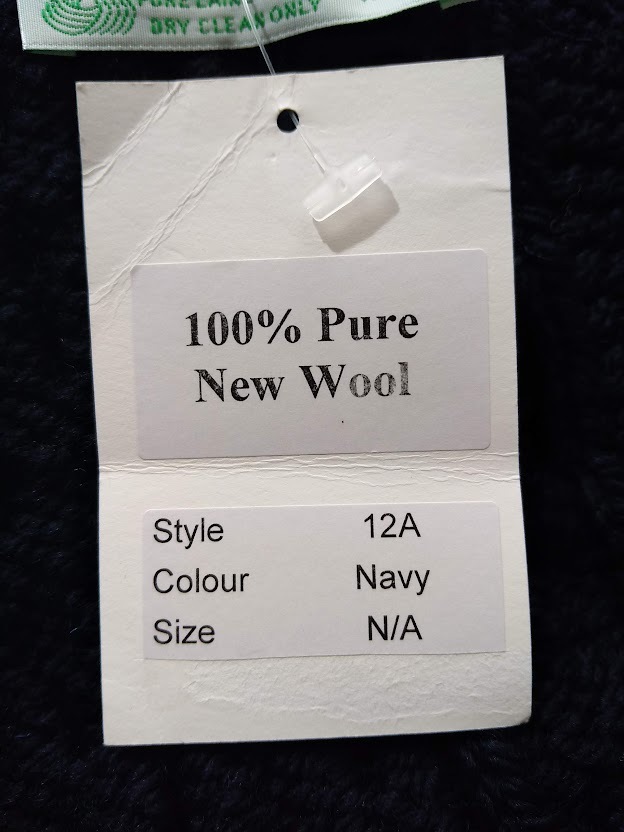 DRY CLEAN ONLY
100% Pure
New Wool
Style 12A
Colour Navy
Size N/A